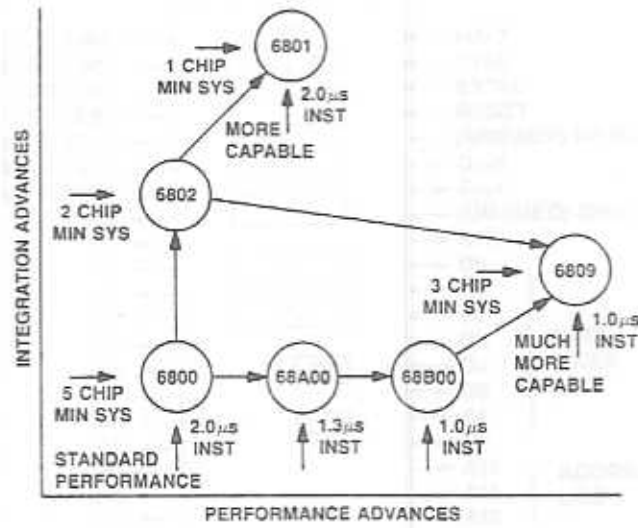 6801
1 CHIP
MIN SYS
2.0μs
INST
MORE
CAPABLE
6802
2 CHIP
MIN SYS
6809
3 CHIP
MIN SYS
1.0μs
INST
MUCH
MORE
CAPABLE
6800
68A00
68B00
5 CHIP
MIN SYS
2.0μs
INST
1.3μs
INST
1.0μs
INST
STANDARD
PERFORMANCE
INTEGRATION ADVANCES
PERFORMANCE ADVANCES